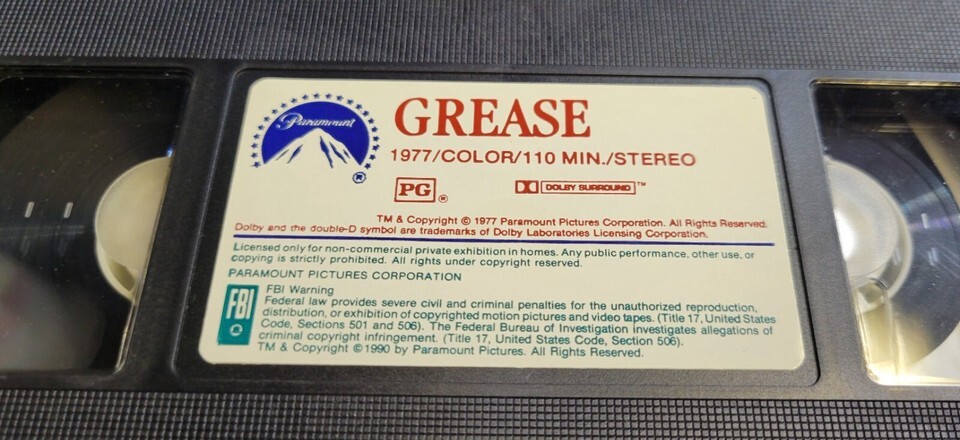 Paramount
®
GREASE
1977/COLOR/110 MIN./STEREO
PG ®
DOLBY SURROUND ™
TM & Copyright © 1977 Paramount Pictures Corporation. All Rights Reserved.
Dolby and the double-D symbol are trademarks of Dolby Laboratories Licensing Corporation.
Licensed only for non-commercial private exhibition in homes. Any public performance, other use, or
copying is strictly prohibited. All rights under copyright reserved.
PARAMOUNT PICTURES CORPORATION
FBI
FBI Warning
Federal law provides severe civil and criminal penalties for the unauthorized reproduction,
distribution, or exhibition of copyrighted motion pictures and video tapes. (Title 17, United States
Code, Sections 501 and 506). The Federal Bureau of Investigation investigates allegations of
criminal copyright infringement. (Title 17, United States Code, Section 506).
TM & Copyright ©1990 by Paramount Pictures. All Rights Reserved.